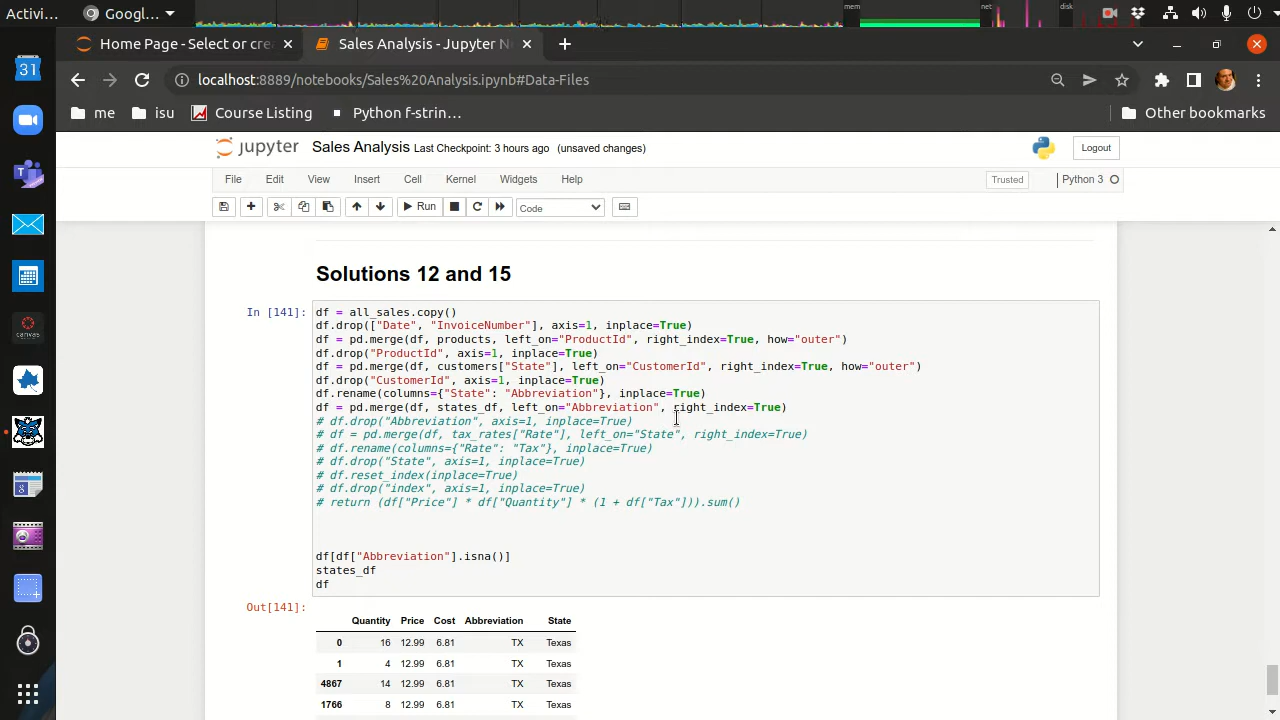 Activi...
Googl...
mem
net
disk
Home Page - Select or cre
Sales Analysis - Jupyter N
localhost:8889/notebooks/Sales%20Analysis.ipynb#Data-Files
me
isu
Course Listing
Python f-strin...
Other bookmarks
31
canvas
jupyter
Sales Analysis Last Checkpoint: 3 hours ago (unsaved changes)
Logout
File Edit View Insert Cell Kernel Widgets Help
Trusted
Python 3
Run
Code
Solutions 12 and 15
In [141]:
df = all_sales.copy()
df.drop(["Date", "InvoiceNumber"], axis=1, inplace=True)
df = pd.merge(df, products, left_on="ProductId", right_index=True, how="outer")
df.drop("ProductId", axis=1, inplace=True)
df = pd.merge(df, customers["State"], left_on="CustomerId", right_index=True, how="outer")
df.drop("CustomerId", axis=1, inplace=True)
df.rename(columns={"State": "Abbreviation"}, inplace=True)
df = pd.merge(df, states_df, left_on="Abbreviation", right_index=True)
# df.drop("Abbreviation", axis=1, inplace=True)
# df = pd.merge(df, tax_rates["Rate"], left_on="State", right_index=True)
# df.rename(columns={"Rate": "Tax"}, inplace=True)
# df.drop("State", axis=1, inplace=True)
# df.reset_index(inplace=True)
# df.drop("index", axis=1, inplace=True)
# return (df["Price"] * df["Quantity"] * (1 + df["Tax"])).sum()
df[df["Abbreviation"].isna()]
states_df
df
Out[141]:
Quantity Price Cost Abbreviation State
0 16 12.99 6.81 TX Texas
1 4 12.99 6.81 TX Texas
4867 14 12.99 6.81 TX Texas
1766 8 12.99 6.81 TX Texas